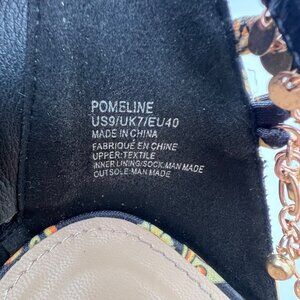 POMELINE
US9/UK7/EU40
MADE IN CHINA
FABRIQUÉ EN CHINE
UPPER:TEXTILE
INNER LINING/SOCK:MAN MADE
OUTSOLE:MAN MADE